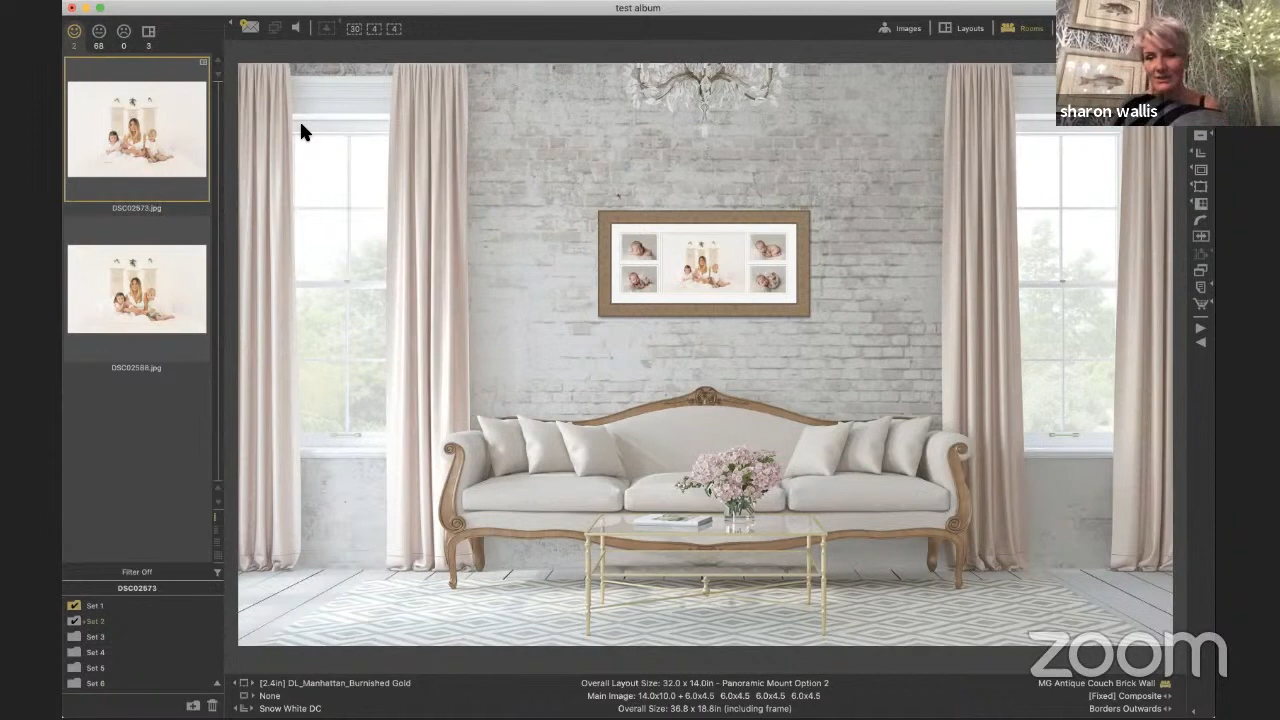 test album
2
68
0
3
30
4
4
Images
Layouts
Rooms
sharon wallis
DSC02573.jpg
DSC02586.jpg
Filter Off
DSC02573
Set 1
Set 2
Set 3
Set 4
Set 5
Set 6
[2.4in] DL_Manhattan_Burnished Gold
None
Snow White DC
Overall Layout Size: 32.0 x 14.0in - Panoramic Mount Option 2
Main Image: 14.0x10.0 + 6.0x4.5 6.0x4.5 6.0x4.5 6.0x4.5
Overall Size: 36.8 x 18.8in (including frame)
MG Antique Couch Brick Wall
[Fixed] Composite
Borders Outwards
zoom